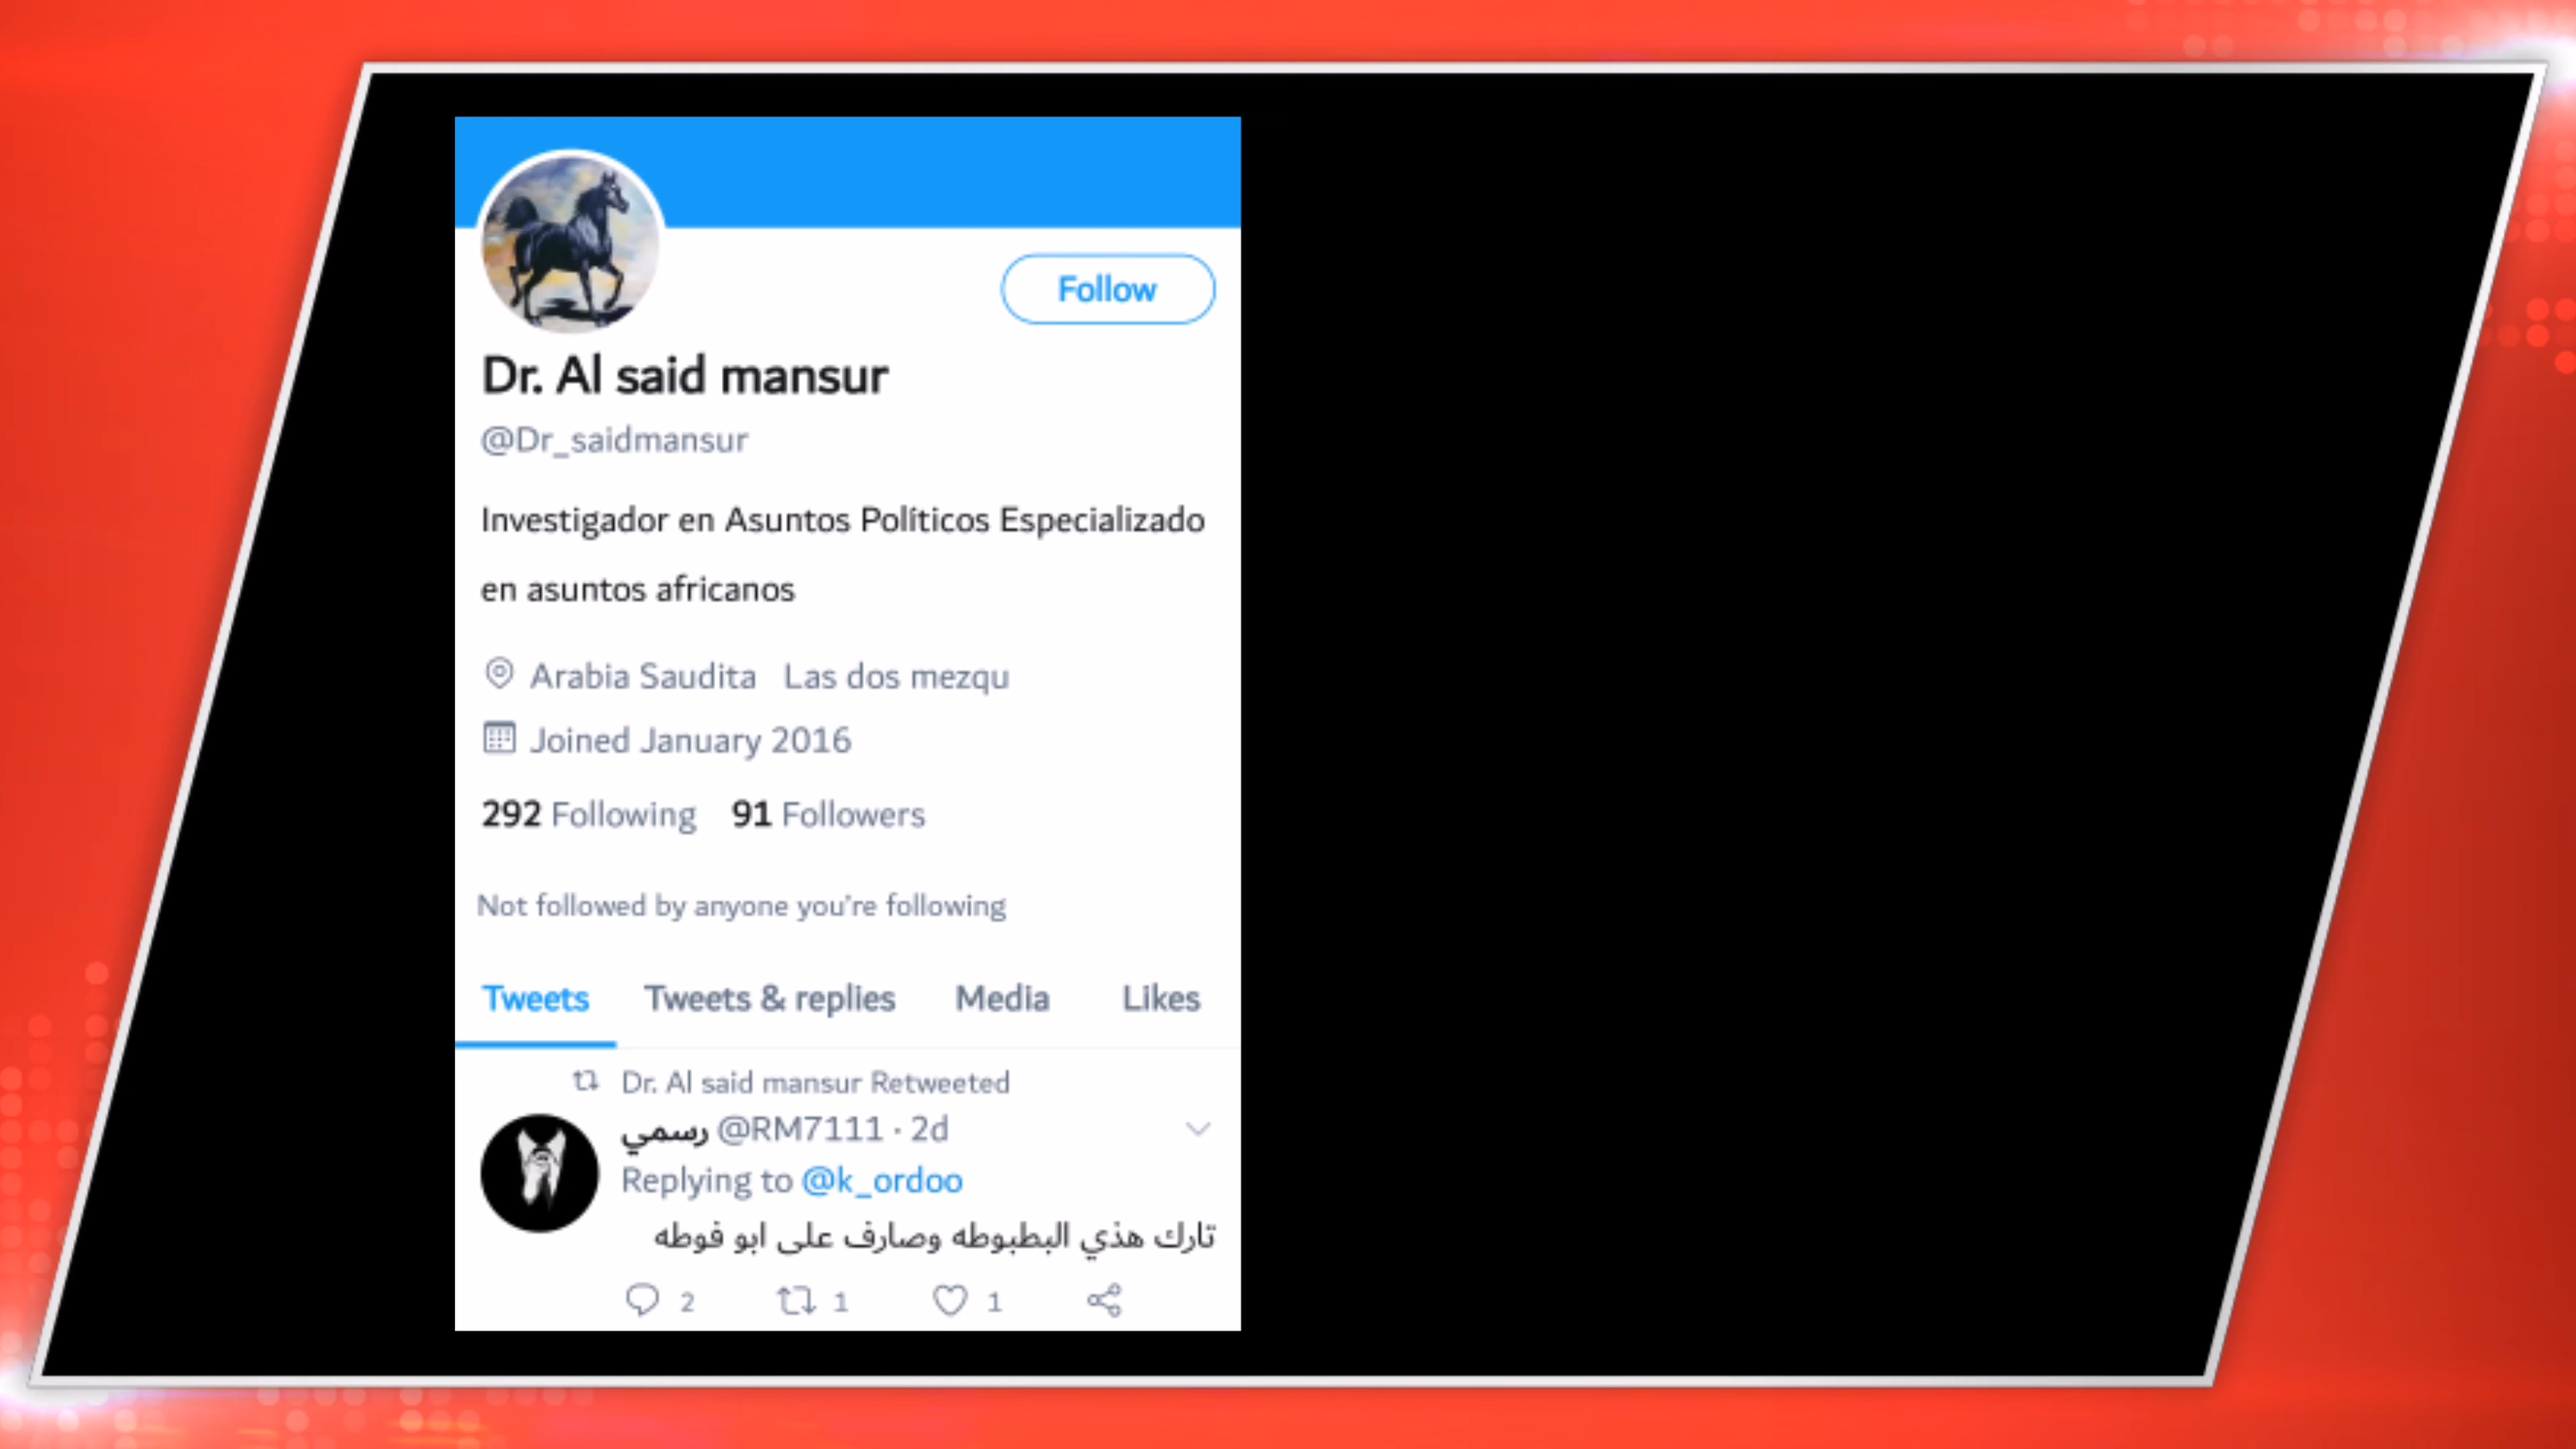 Follow
Dr. Al said mansur
@Dr_saidmansur
Investigador en Asuntos Políticos Especializado
en asuntos africanos
Arabia Saudita Las dos mezqu
Joined January 2016
292 Following 91 Followers
Not followed by anyone you're following
Tweets Tweets & replies Media Likes
Dr. Al said mansur Retweeted
رسمي @RM7111 · 2d
Replying to @k_ordoo
تارك هذي البطبوطه وصارف على ابو فوطه
2 1 1